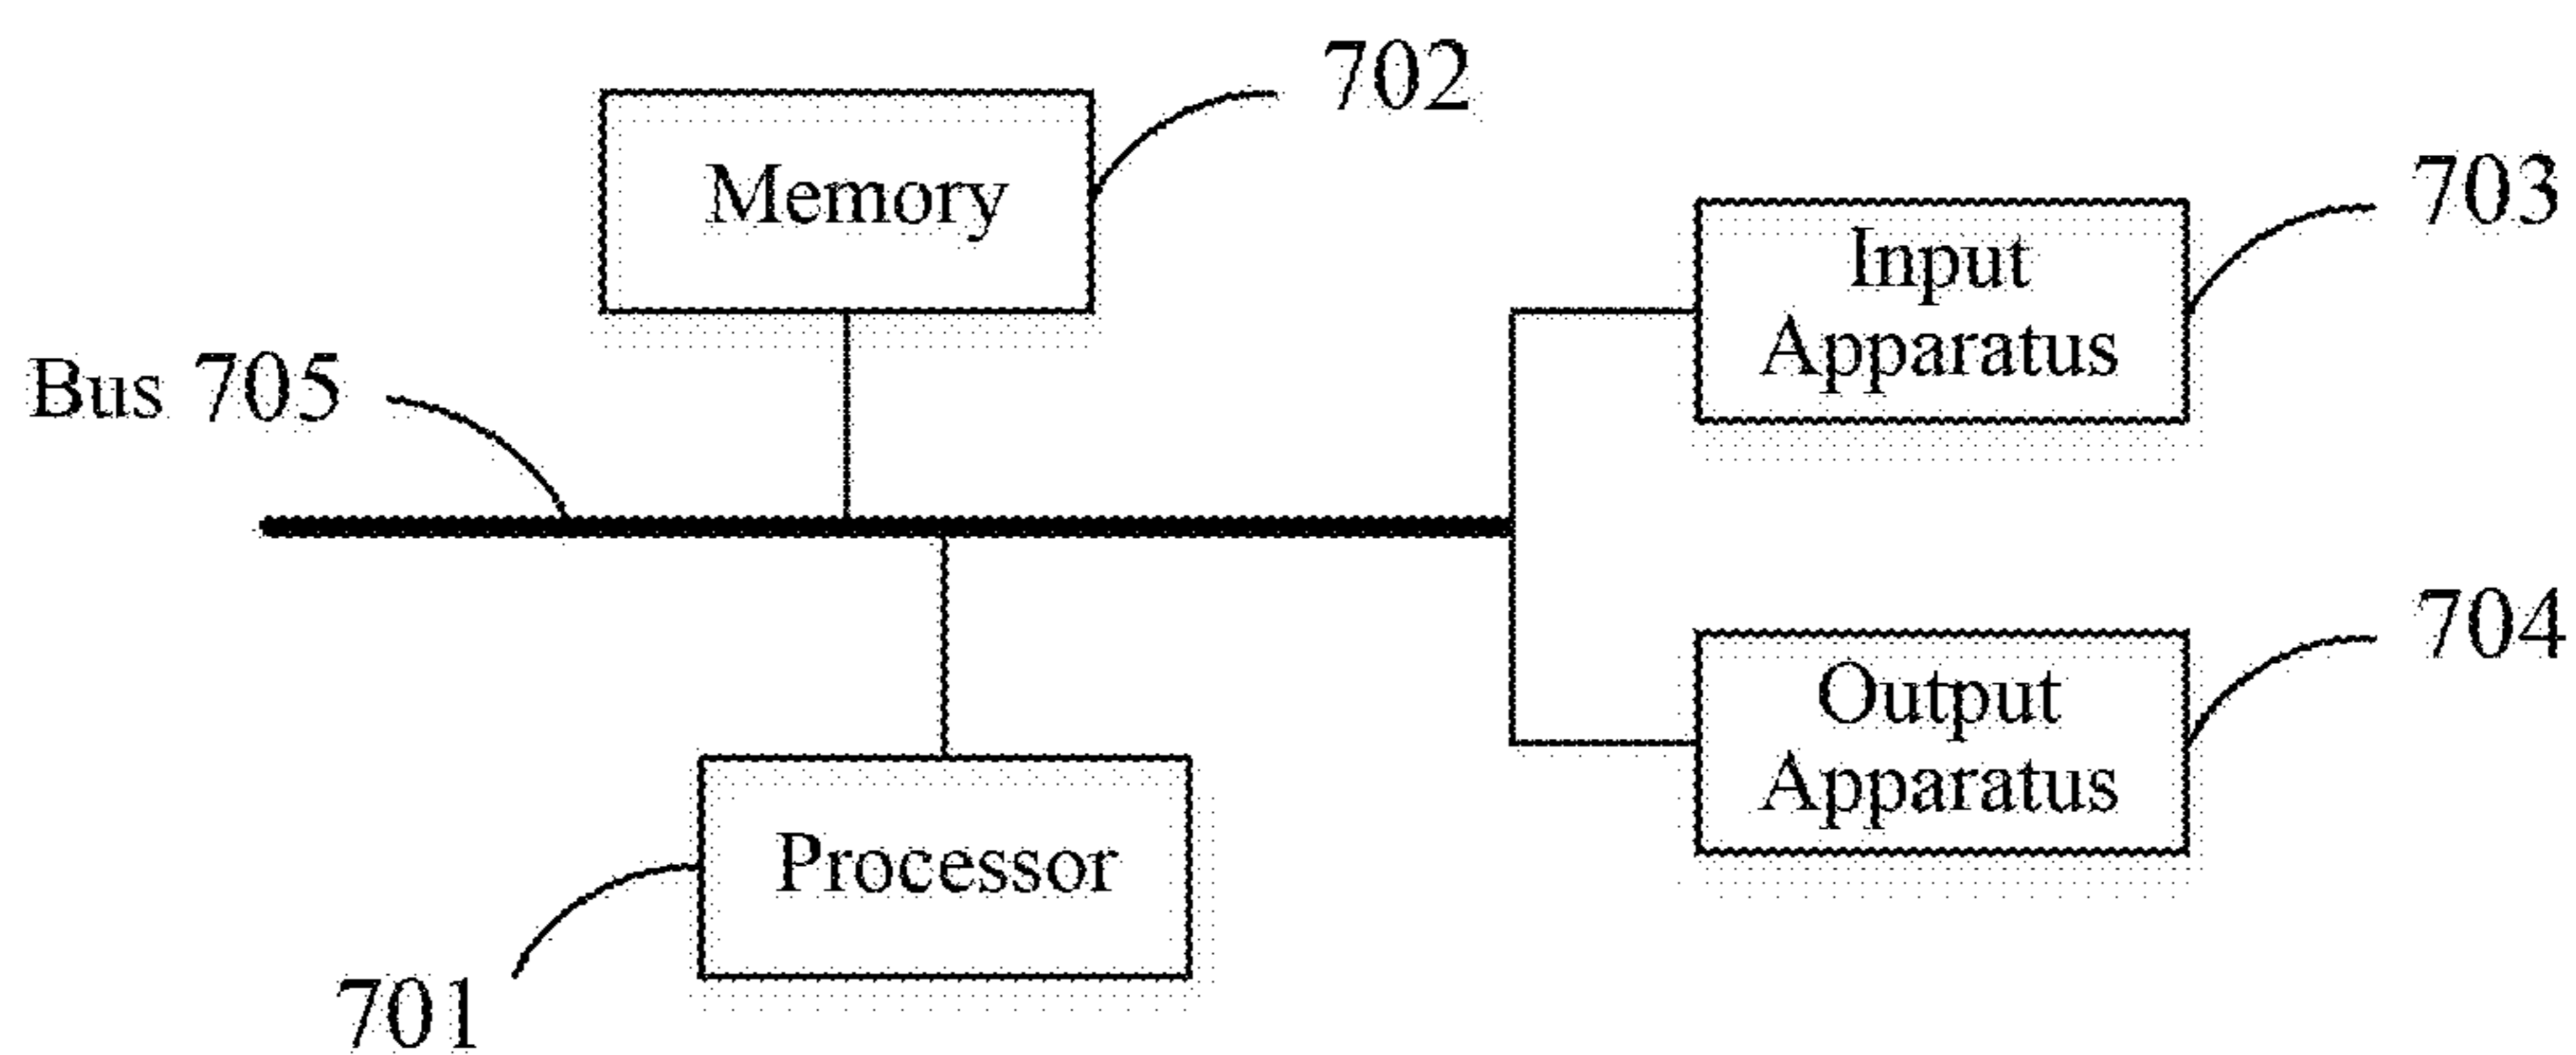 702
Memory
703
Input
Apparatus
Bus 705
704
Output
Apparatus
Processor
701